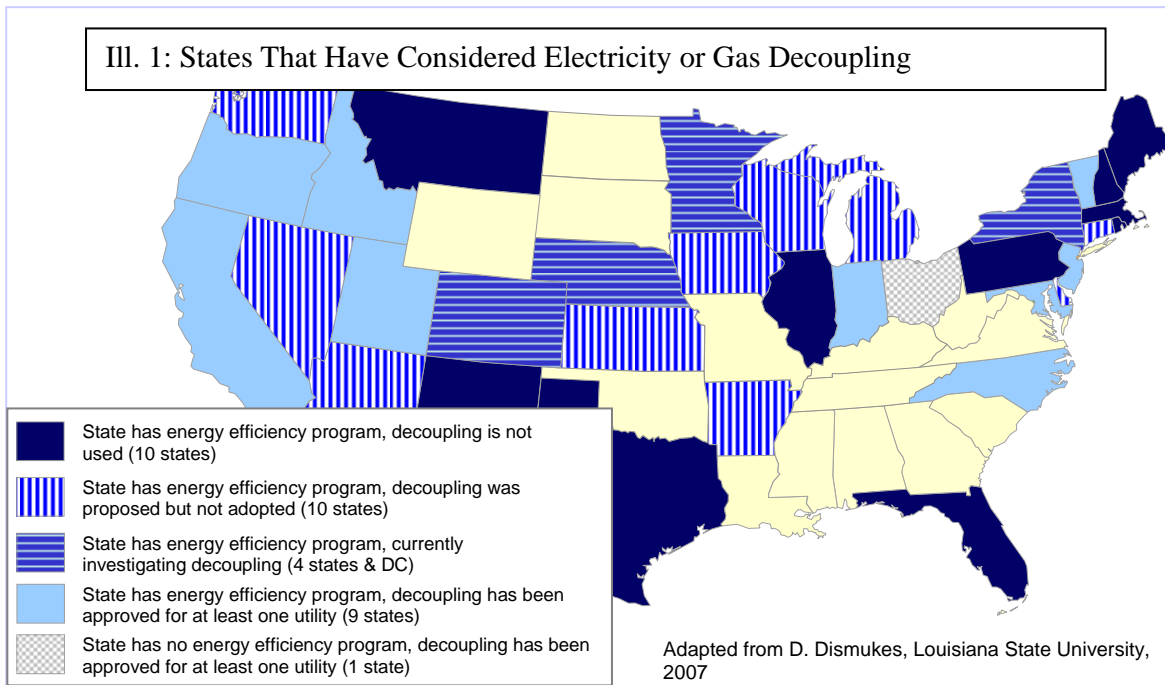 Ill. 1: States That Have Considered Electricity or Gas Decoupling
State has energy efficiency program, decoupling is not
used (10 states)
State has energy efficiency program, decoupling was
proposed but not adopted (10 states)
State has energy efficiency program, currently
investigating decoupling (4 states & DC)
State has energy efficiency program, decoupling has been
approved for at least one utility (9 states)
State has no energy efficiency program, decoupling has been
approved for at least one utility (1 state)
Adapted from D. Dismukes, Louisiana State University,
2007